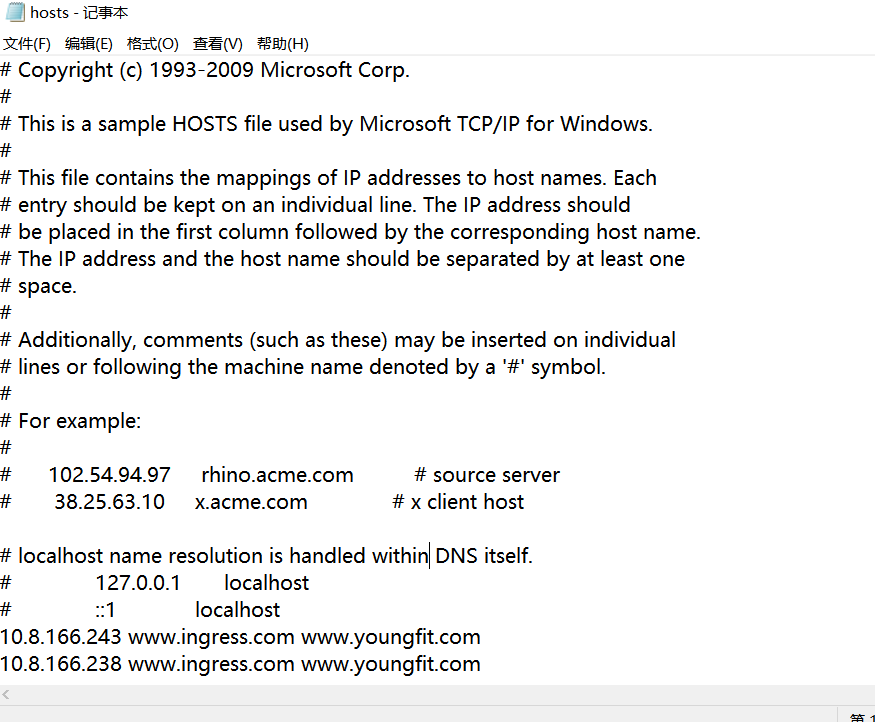 hosts - 记事本
文件(F) 编辑(E) 格式(O) 查看(V) 帮助(H)
# Copyright (c) 1993-2009 Microsoft Corp.
#
# This is a sample HOSTS file used by Microsoft TCP/IP for Windows.
#
# This file contains the mappings of IP addresses to host names. Each
# entry should be kept on an individual line. The IP address should
# be placed in the first column followed by the corresponding host name.
# The IP address and the host name should be separated by at least one
# space.
#
# Additionally, comments (such as these) may be inserted on individual
# lines or following the machine name denoted by a '#' symbol.
#
# For example:
#
# 102.54.94.97 rhino.acme.com # source server
# 38.25.63.10 x.acme.com # x client host
# localhost name resolution is handled within DNS itself.
# 127.0.0.1 localhost
# ::1 localhost
10.8.166.243 www.ingress.com www.youngfit.com
10.8.166.238 www.ingress.com www.youngfit.com